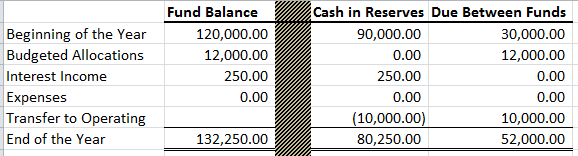 Fund Balance Cash in Reserves Due Between Funds
Beginning of the Year 120,000.00 90,000.00 30,000.00
Budgeted Allocations 12,000.00 0.00 12,000.00
Interest Income 250.00 250.00 0.00
Expenses 0.00 0.00 0.00
Transfer to Operating (10,000.00) 10,000.00
End of the Year 132,250.00 80,250.00 52,000.00